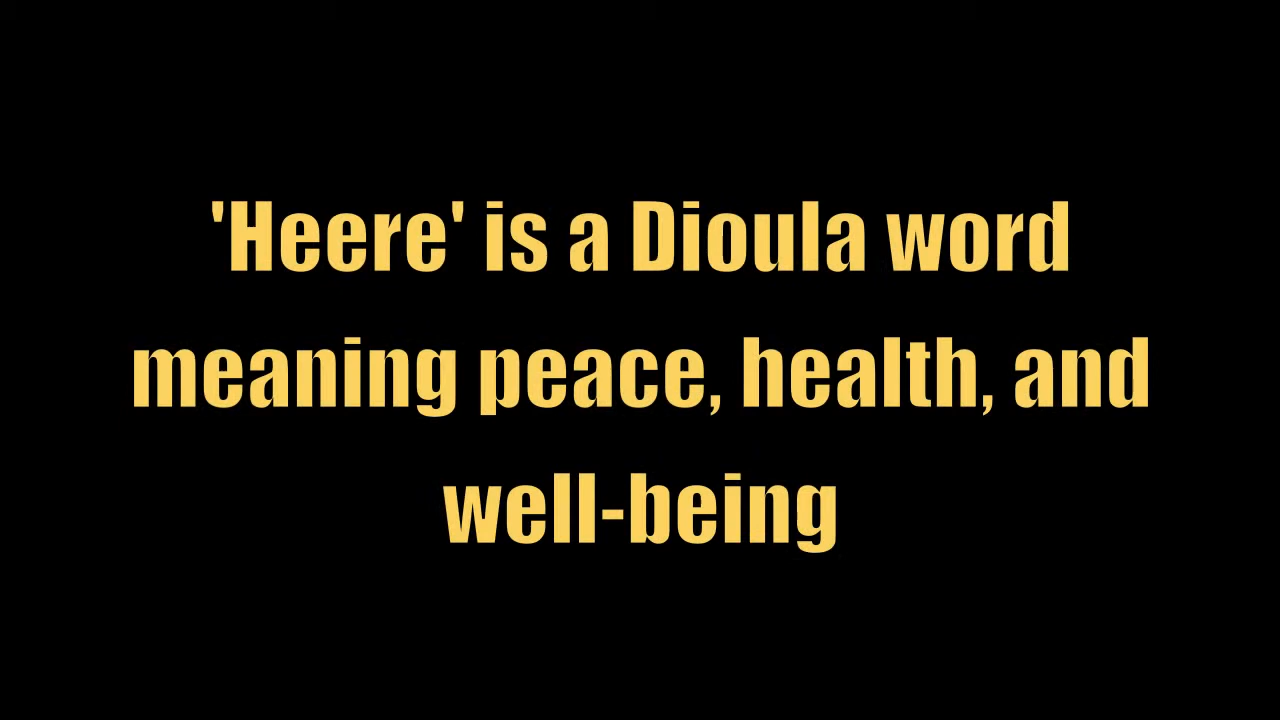 'Heere' is a Dioula word
meaning peace, health, and
well-being